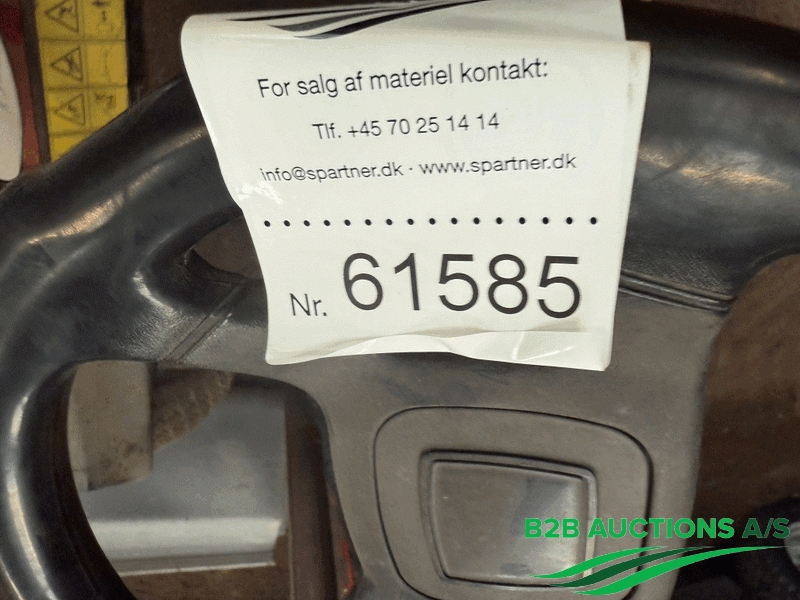 For salg af materiel kontakt:
Tlf. +45 70 25 14 14
info@spartner.dk · www.spartner.dk
Nr. 61585
B2B AUCTIONS A/S